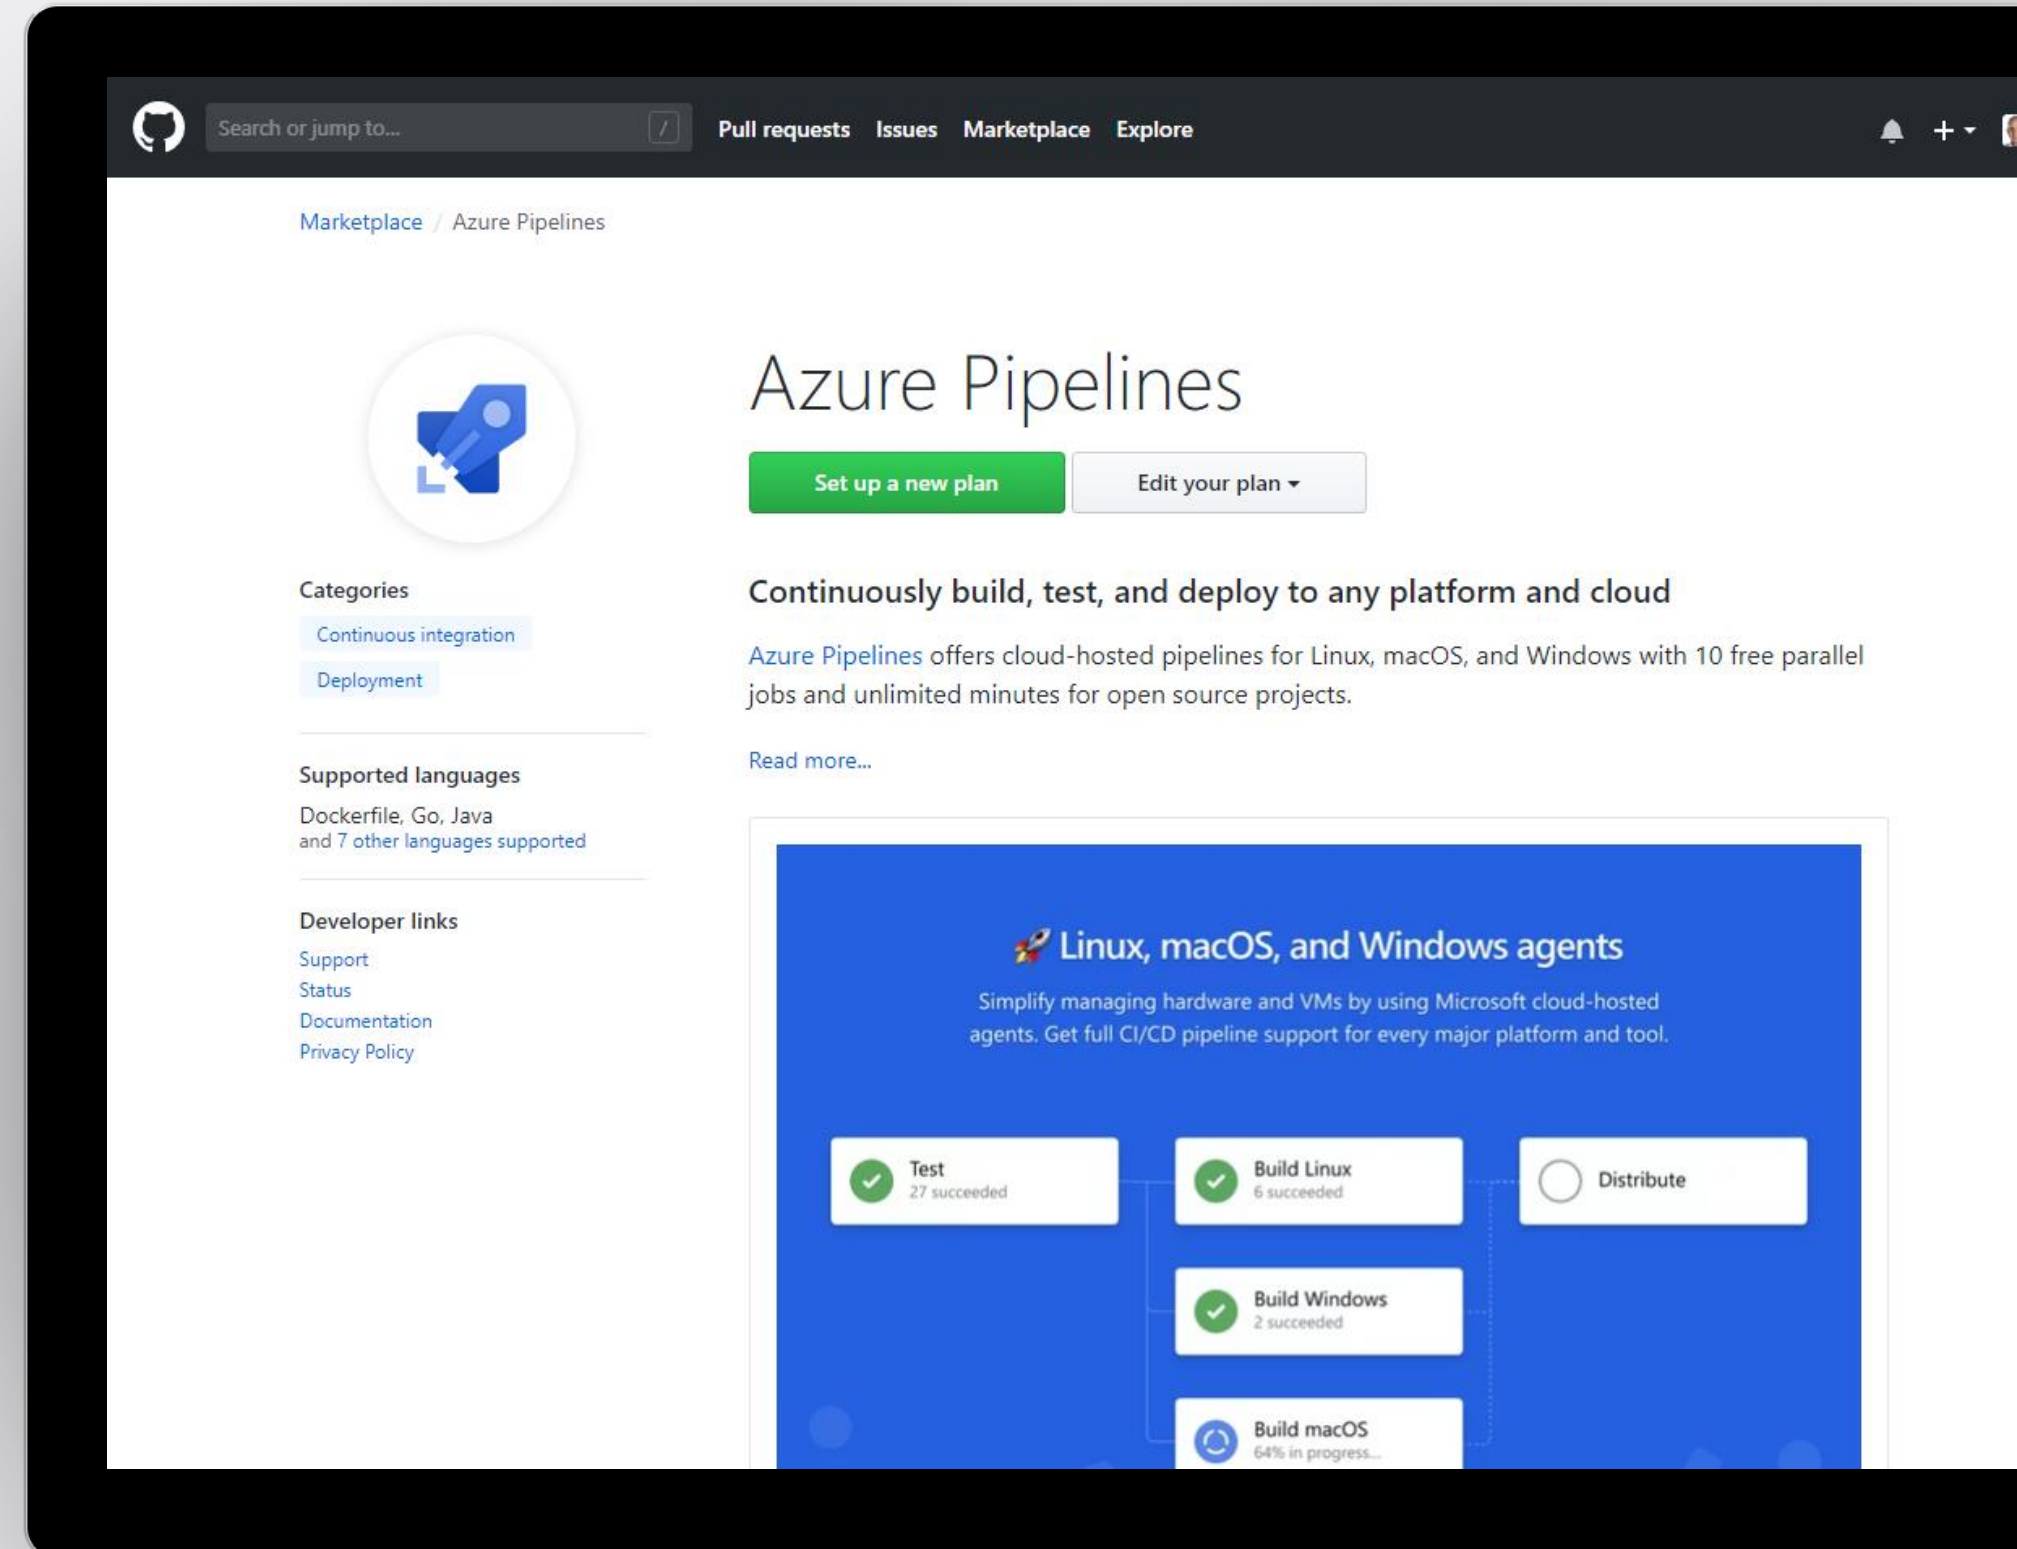 Search or jump to...
/
Pull requests Issues Marketplace Explore
Marketplace / Azure Pipelines
Azure Pipelines
Set up a new plan
Edit your plan
Categories
Continuous integration
Deployment
Supported languages
Dockerfile, Go, Java
and 7 other languages supported
Developer links
Support
Status
Documentation
Privacy Policy
Continuously build, test, and deploy to any platform and cloud
Azure Pipelines offers cloud-hosted pipelines for Linux, macOS, and Windows with 10 free parallel
jobs and unlimited minutes for open source projects.
Read more...
Linux, macOS, and Windows agents
Simplify managing hardware and VMs by using Microsoft cloud-hosted
agents. Get full CI/CD pipeline support for every major platform and tool.
Test
27 succeeded
Build Linux
6 succeeded
Distribute
Build Windows
2 succeeded
Build macOS
64% in progress...